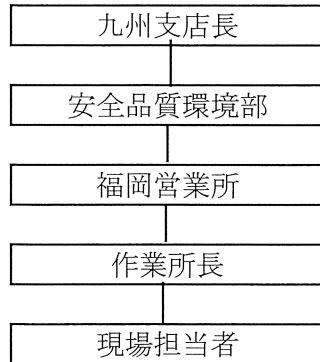 九州支店長
安全品質環境部
福岡営業所
作業所長
現場担当者